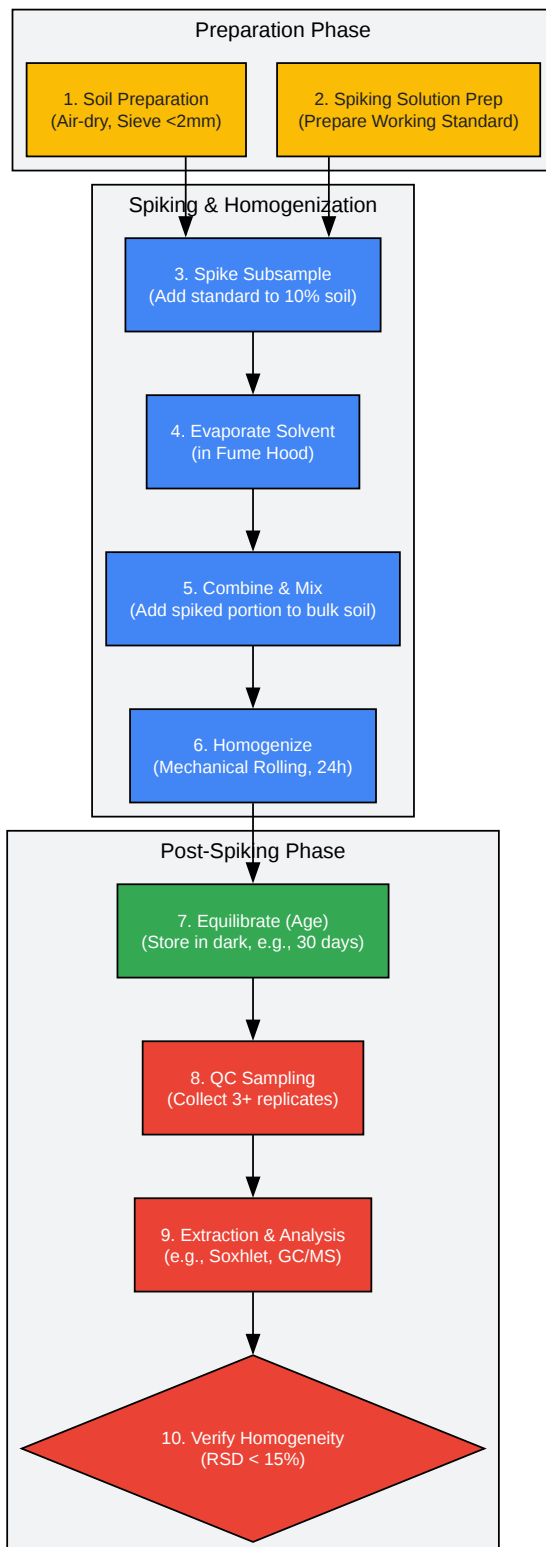 Preparation Phase
1. Soil Preparation
(Air-dry, Sieve <2mm)
2. Spiking Solution Prep
(Prepare Working Standard)
Spiking & Homogenization
3. Spike Subsample
(Add standard to 10% soil)
4. Evaporate Solvent
(in Fume Hood)
5. Combine & Mix
(Add spiked portion to bulk soil)
6. Homogenize
(Mechanical Rolling, 24h)
Post-Spiking Phase
7. Equilibrate (Age)
(Store in dark, e.g., 30 days)
8. QC Sampling
(Collect 3+ replicates)
9. Extraction & Analysis
(e.g., Soxhlet, GC/MS)
10. Verify Homogeneity
(RSD < 15%)